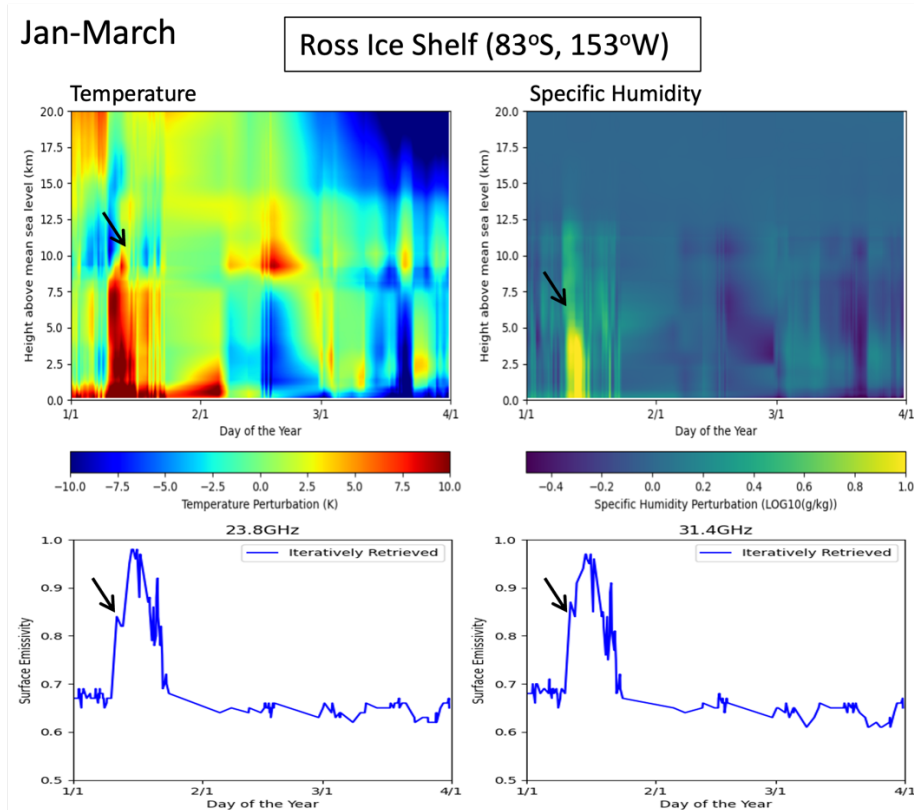 Jan-March
Ross Ice Shelf (83°S, 153°W)
Temperature
Specific Humidity
20.0
17.5
15.0
12.5
10.0
7.5
5.0
2.5
0.0
Height above mean sea level (km)
1/1 2/1 3/1 4/1
Day of the Year
20.0
17.5
15.0
12.5
10.0
7.5
5.0
2.5
0.0
Height above mean sea level (km)
1/1 2/1 3/1 4/1
Day of the Year
−10.0 −7.5 −5.0 −2.5 0.0 2.5 5.0 7.5 10.0
Temperature Perturbation (K)
−0.4 −0.2 0.0 0.2 0.4 0.6 0.8 1.0
Specific Humidity Perturbation (LOG10(g/kg))
23.8GHz
Iteratively Retrieved
1.0
0.9
0.8
0.7
0.6
0.5
Surface Emissivity
1/1 2/1 3/1 4/1
Day of the Year
31.4GHz
Iteratively Retrieved
1.0
0.9
0.8
0.7
0.6
0.5
Surface Emissivity
1/1 2/1 3/1 4/1
Day of the Year